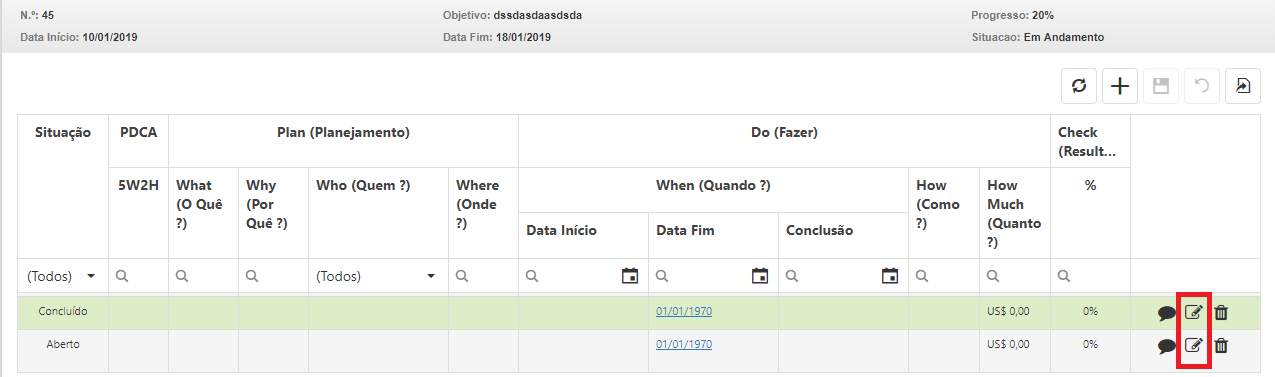 N.º: 45 Objetivo: dssdasdaasdsda Progresso: 20%
Data Início: 10/01/2019 Data Fim: 18/01/2019 Situacao: Em Andamento
Situação PDCA Plan (Planejamento) Do (Fazer) Check
(Result...
5W2H What
(O Quê
?) Why
(Por
Quê ?) Who (Quem ?) Where
(Onde
?) When (Quando ?) How
(Como
?) How
Much
(Quanto
?) %
Data Início Data Fim Conclusão
(Todos) (Todos)
Concluído 01/01/1970 US$ 0,00 0%
Aberto 01/01/1970 US$ 0,00 0%